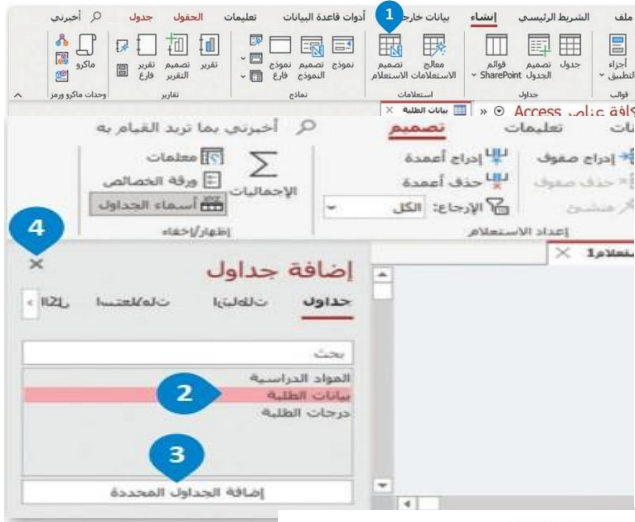 ملف الشريط الرئيسي إنشاء بيانات خارجية أدوات قاعدة البيانات تعليمات الحقول جدول أخبرني
1
أجزاء التطبيق
جدول
تصميم الجدول
قوائم SharePoint
معالج الاستعلامات
تصميم الاستعلام
نموذج
تصميم النموذج
نموذج فارغ
تقرير
تصميم التقرير
تقرير فارغ
ماكرو
قوالب جداول استعلامات نماذج تقارير وحدات ماكرو ورمز
كافة عناصر Access
بيانات الطلبة
تعليمات تصميم أخبرني بما تريد القيام به
إدراج صفوف
حذف صفوف
منشئ
إدراج أعمدة
حذف أعمدة
الإرجاع: الكل
الإجماليات
معلمات
ورقة الخصائص
أسماء الجداول
إعداد الاستعلام إظهار/إخفاء
4
إضافة جداول
جداول
بحث
المواد الدراسية
بيانات الطلبة
2
درجات الطلبة
3
إضافة الجداول المحددة